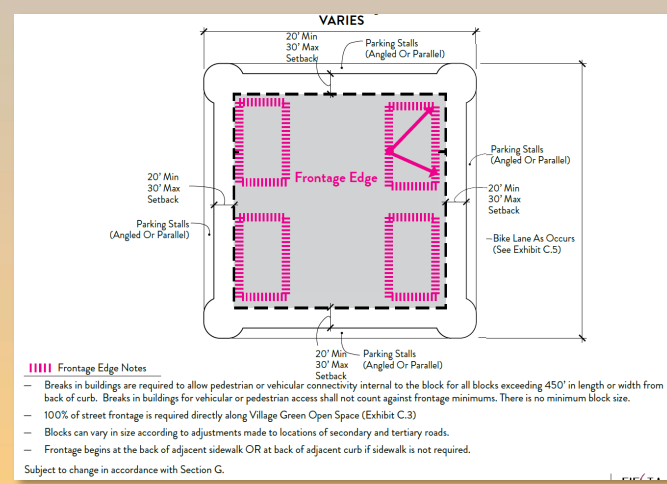 VARIES
20' Min
30' Max
Setback
Parking Stalls
(Angled Or Parallel)
Parking Stalls
(Angled Or Parallel)
20' Min
30' Max
Setback
Frontage Edge
20' Min
30' Max
Setback
Parking Stalls
(Angled Or Parallel)
Bike Lane As Occurs
(See Exhibit C.5)
20' Min
30' Max
Setback
Parking Stalls
(Angled Or Parallel)
Frontage Edge Notes
— Breaks in buildings are required to allow pedestrian or vehicular connectivity internal to the block for all blocks exceeding 450' in length or width from
back of curb. Breaks in buildings for vehicular or pedestrian access shall not count against frontage minimums. There is no minimum block size.
— 100% of street frontage is required directly along Village Green Open Space (Exhibit C.3)
— Blocks can vary in size according to adjustments made to locations of secondary and tertiary roads.
— Frontage begins at the back of adjacent sidewalk OR at back of adjacent curb if sidewalk is not required.
Subject to change in accordance with Section G.